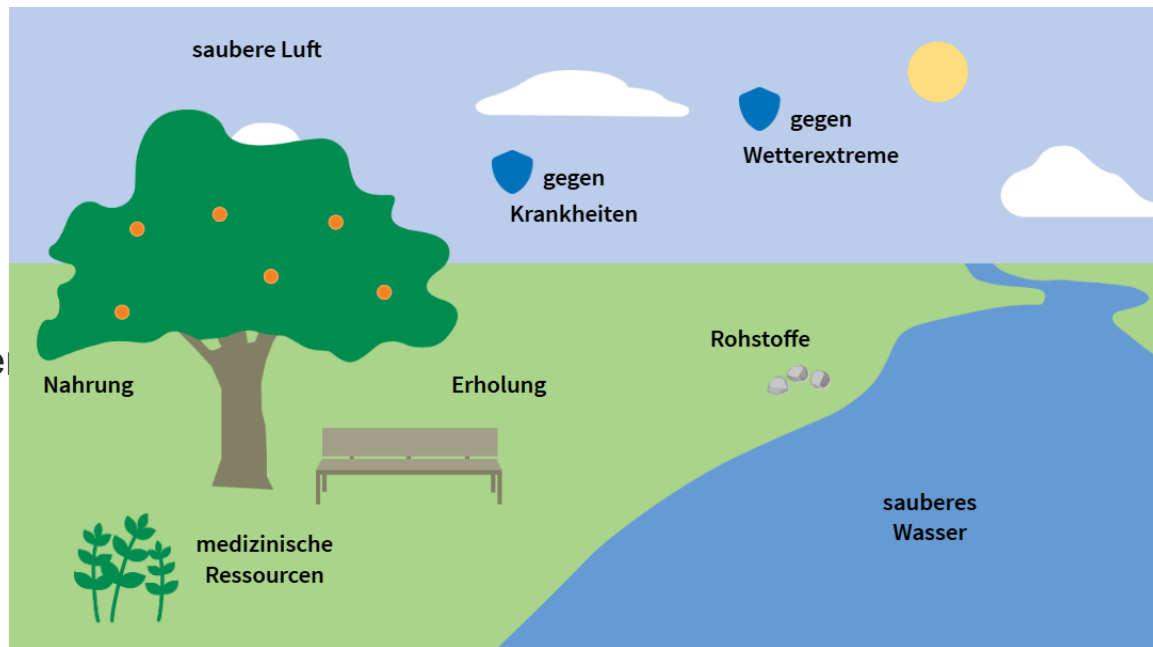 saubere Luft
gegen
Wetterextreme
gegen
Krankheiten
Rohstoffe
Nahrung
Erholung
sauberes
Wasser
medizinische
Ressourcen